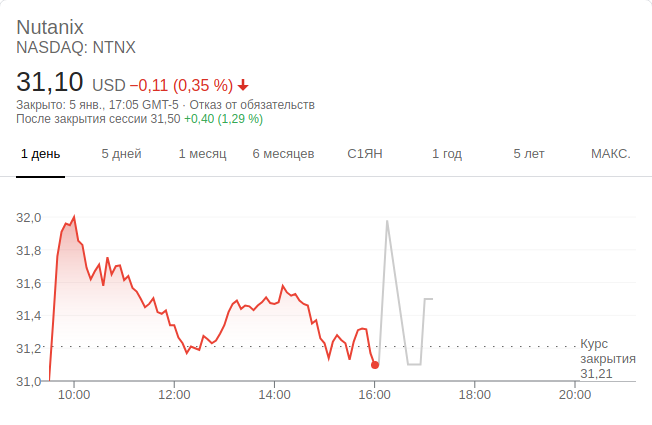 Nutanix
NASDAQ: NTNX
31,10 USD −0,11 (0,35 %)
Закрыто: 5 янв., 17:05 GMT-5 · Отказ от обязательств
После закрытия сессии 31,50 +0,40 (1,29 %)
1 день 5 дней 1 месяц 6 месяцев С1ЯН 1 год 5 лет МАКС.
32,0
31,8
31,6
31,4
31,2
31,0
Курс
закрытия
31,21
10:00 12:00 14:00 16:00 18:00 20:00